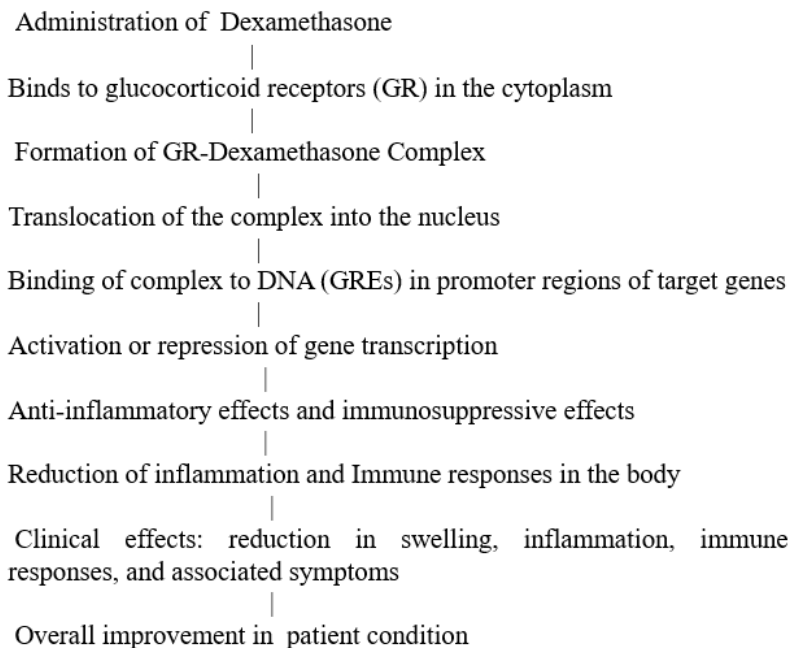 Administration of Dexamethasone
Binds to glucocorticoid receptors (GR) in the cytoplasm
Formation of GR-Dexamethasone Complex
Translocation of the complex into the nucleus
Binding of complex to DNA (GREs) in promoter regions of target genes
Activation or repression of gene transcription
Anti-inflammatory effects and immunosuppressive effects
Reduction of inflammation and Immune responses in the body
Clinical effects: reduction in swelling, inflammation, immune
responses, and associated symptoms
Overall improvement in patient condition